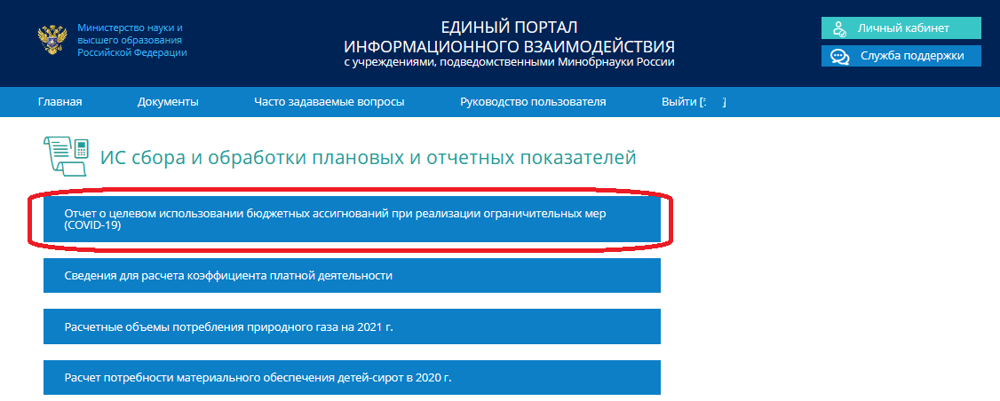 Министерство науки и
высшего образования
Российской Федерации
ЕДИНЫЙ ПОРТАЛ
ИНФОРМАЦИОННОГО ВЗАИМОДЕЙСТВИЯ
с учреждениями, подведомственными Минобрнауки России
Личный кабинет
Служба поддержки
Главная
Документы
Часто задаваемые вопросы
Руководство пользователя
Выйти [ ]
ИС сбора и обработки плановых и отчетных показателей
Отчет о целевом использовании бюджетных ассигнований при реализации ограничительных мер
(COVID-19)
Сведения для расчета коэффициента платной деятельности
Расчетные объемы потребления природного газа на 2021 г.
Расчет потребности материального обеспечения детей-сирот в 2020 г.